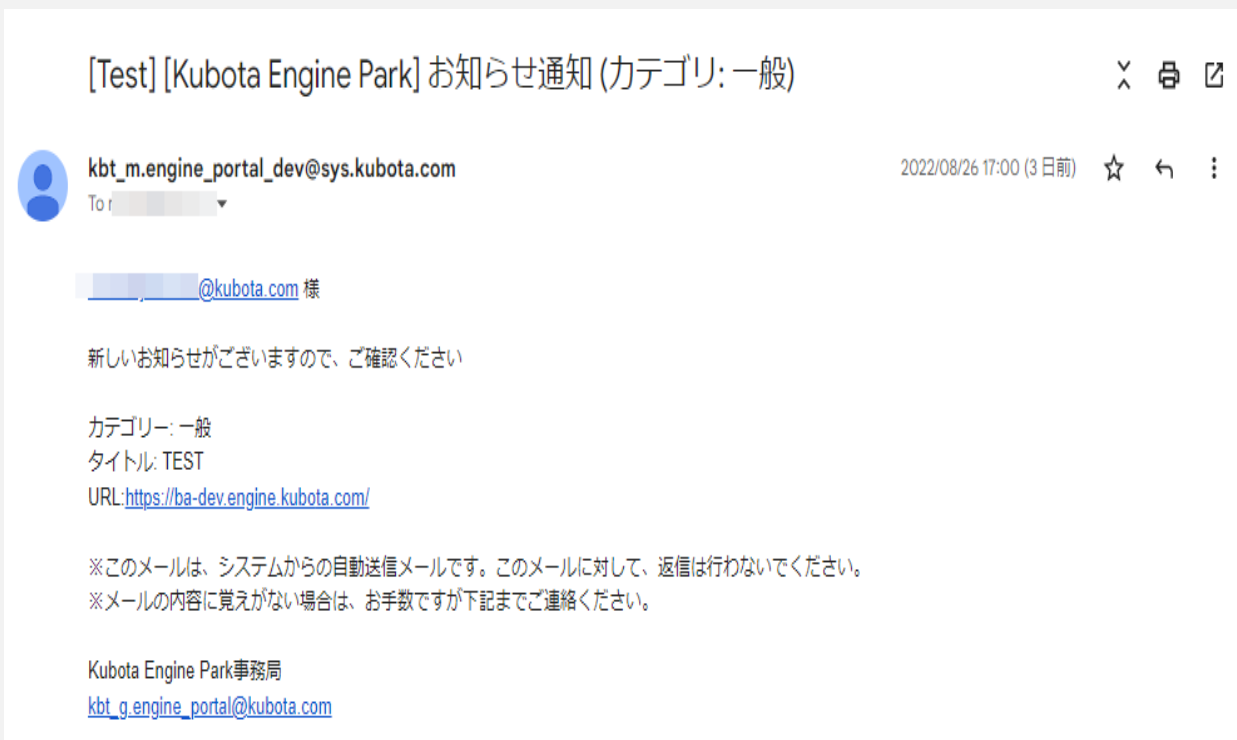 [Test] [Kubota Engine Park] お知らせ通知 (カテゴリ: 一般)
kbt_m.engine_portal_dev@sys.kubota.com
2022/08/26 17:00 (3 日前)
To
@kubota.com 様
新しいお知らせがございますので、ご確認ください
カテゴリー: 一般
タイトル: TEST
URL:https://ba-dev.engine.kubota.com/
※このメールは、システムからの自動送信メールです。このメールに対して、返信は行わないでください。
※メールの内容に覚えがない場合は、お手数ですが下記までご連絡ください。
Kubota Engine Park事務局
kbt_g.engine_portal@kubota.com